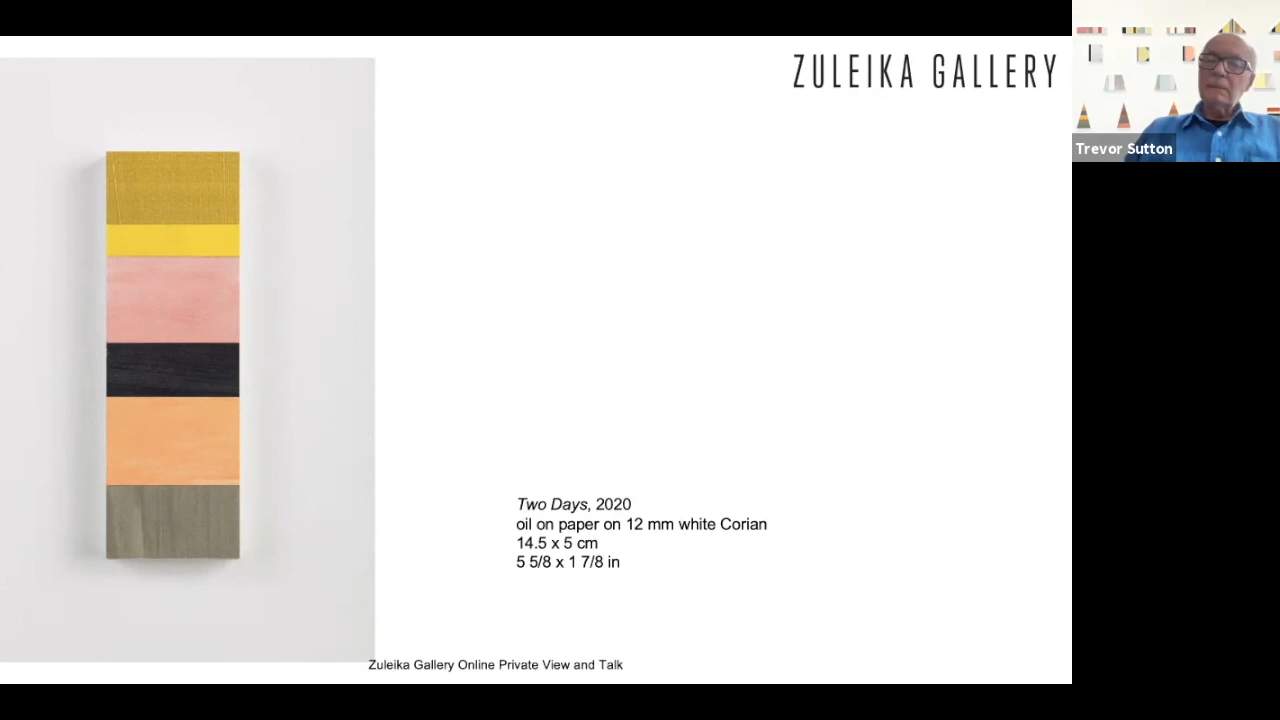 ZULEIKA GALLERY
Trevor Sutton
Two Days, 2020
oil on paper on 12 mm white Corian
14.5 x 5 cm
5 5/8 x 1 7/8 in
Zuleika Gallery Online Private View and Talk